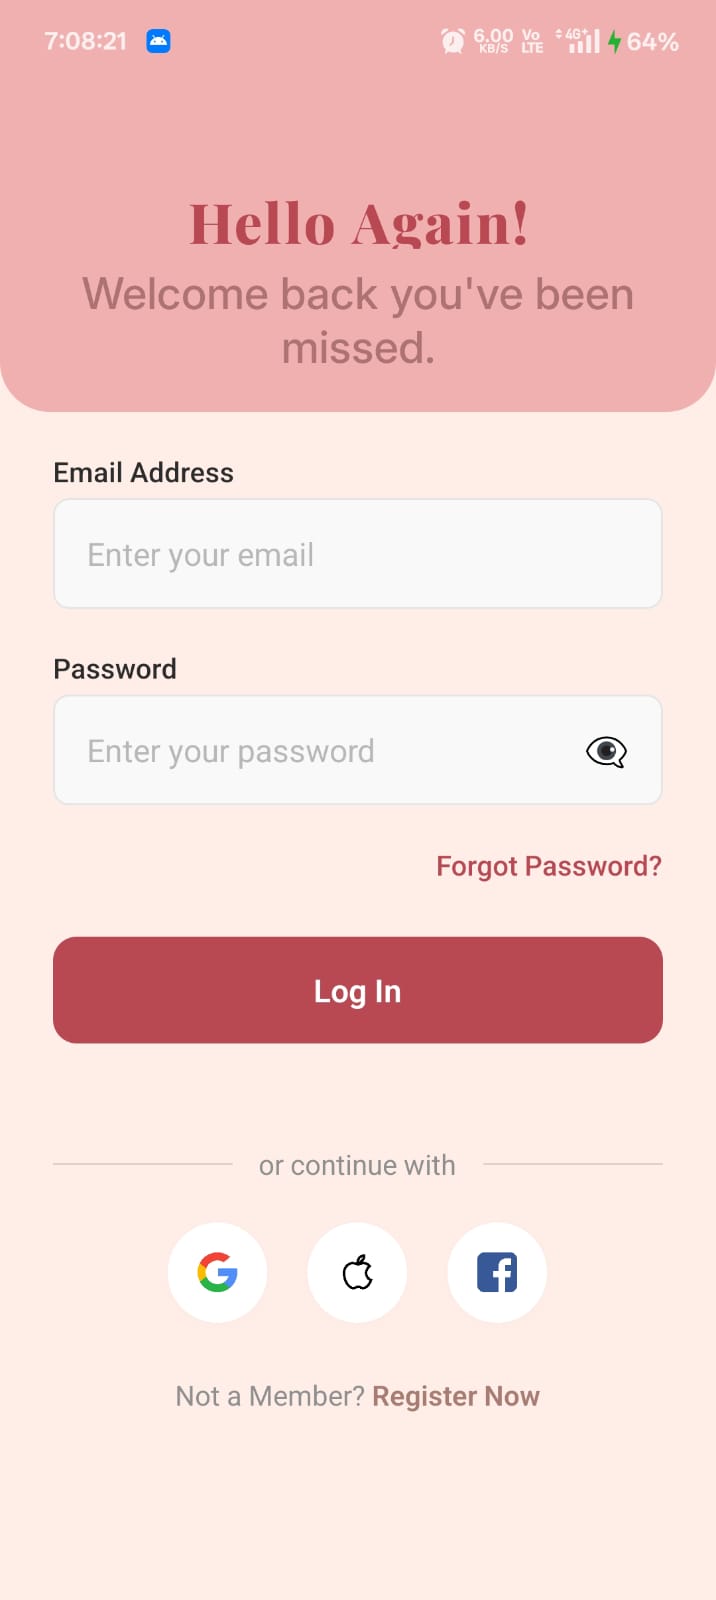 7:08:21 6.00 KB/S Vo LTE 4G+ 64%
Hello Again!
Welcome back you've been
missed.
Email Address
Enter your email
Password
Enter your password
Forgot Password?
Log In
or continue with
Not a Member? Register Now